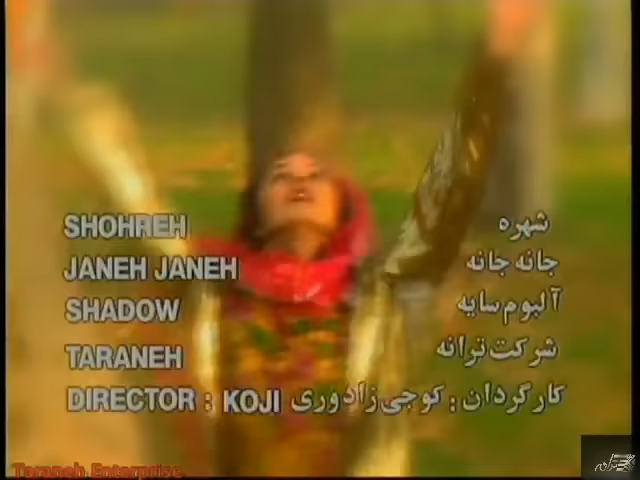 SHOHREH شهره
JANEH JANEH جانه جانه
SHADOW آلبوم سایه
TARANEH شرکت ترانه
DIRECTOR : KOJI کارگردان : کوجی زادوری
Taraneh Enterprise